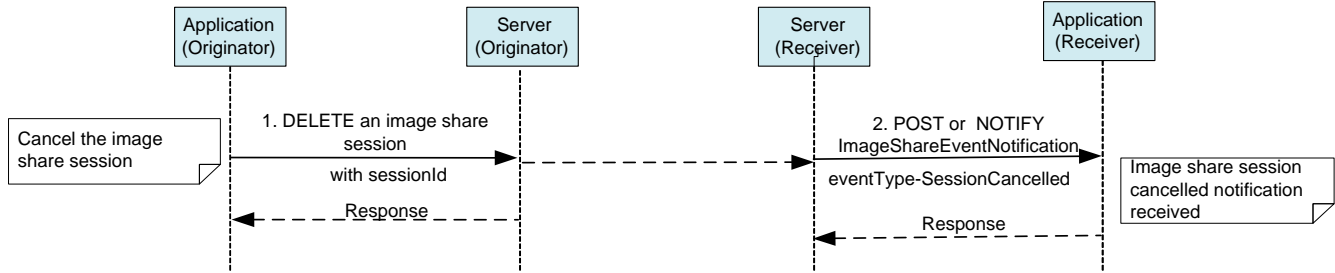 Application
(Originator)
Server
(Originator)
Server
(Receiver)
Application
(Receiver)
Cancel the image
share session
1. DELETE an image share
session
with sessionId
Response
2. POST or NOTIFY
ImageShareEventNotification
eventType-SessionCancelled
Response
Image share session
cancelled notification
received